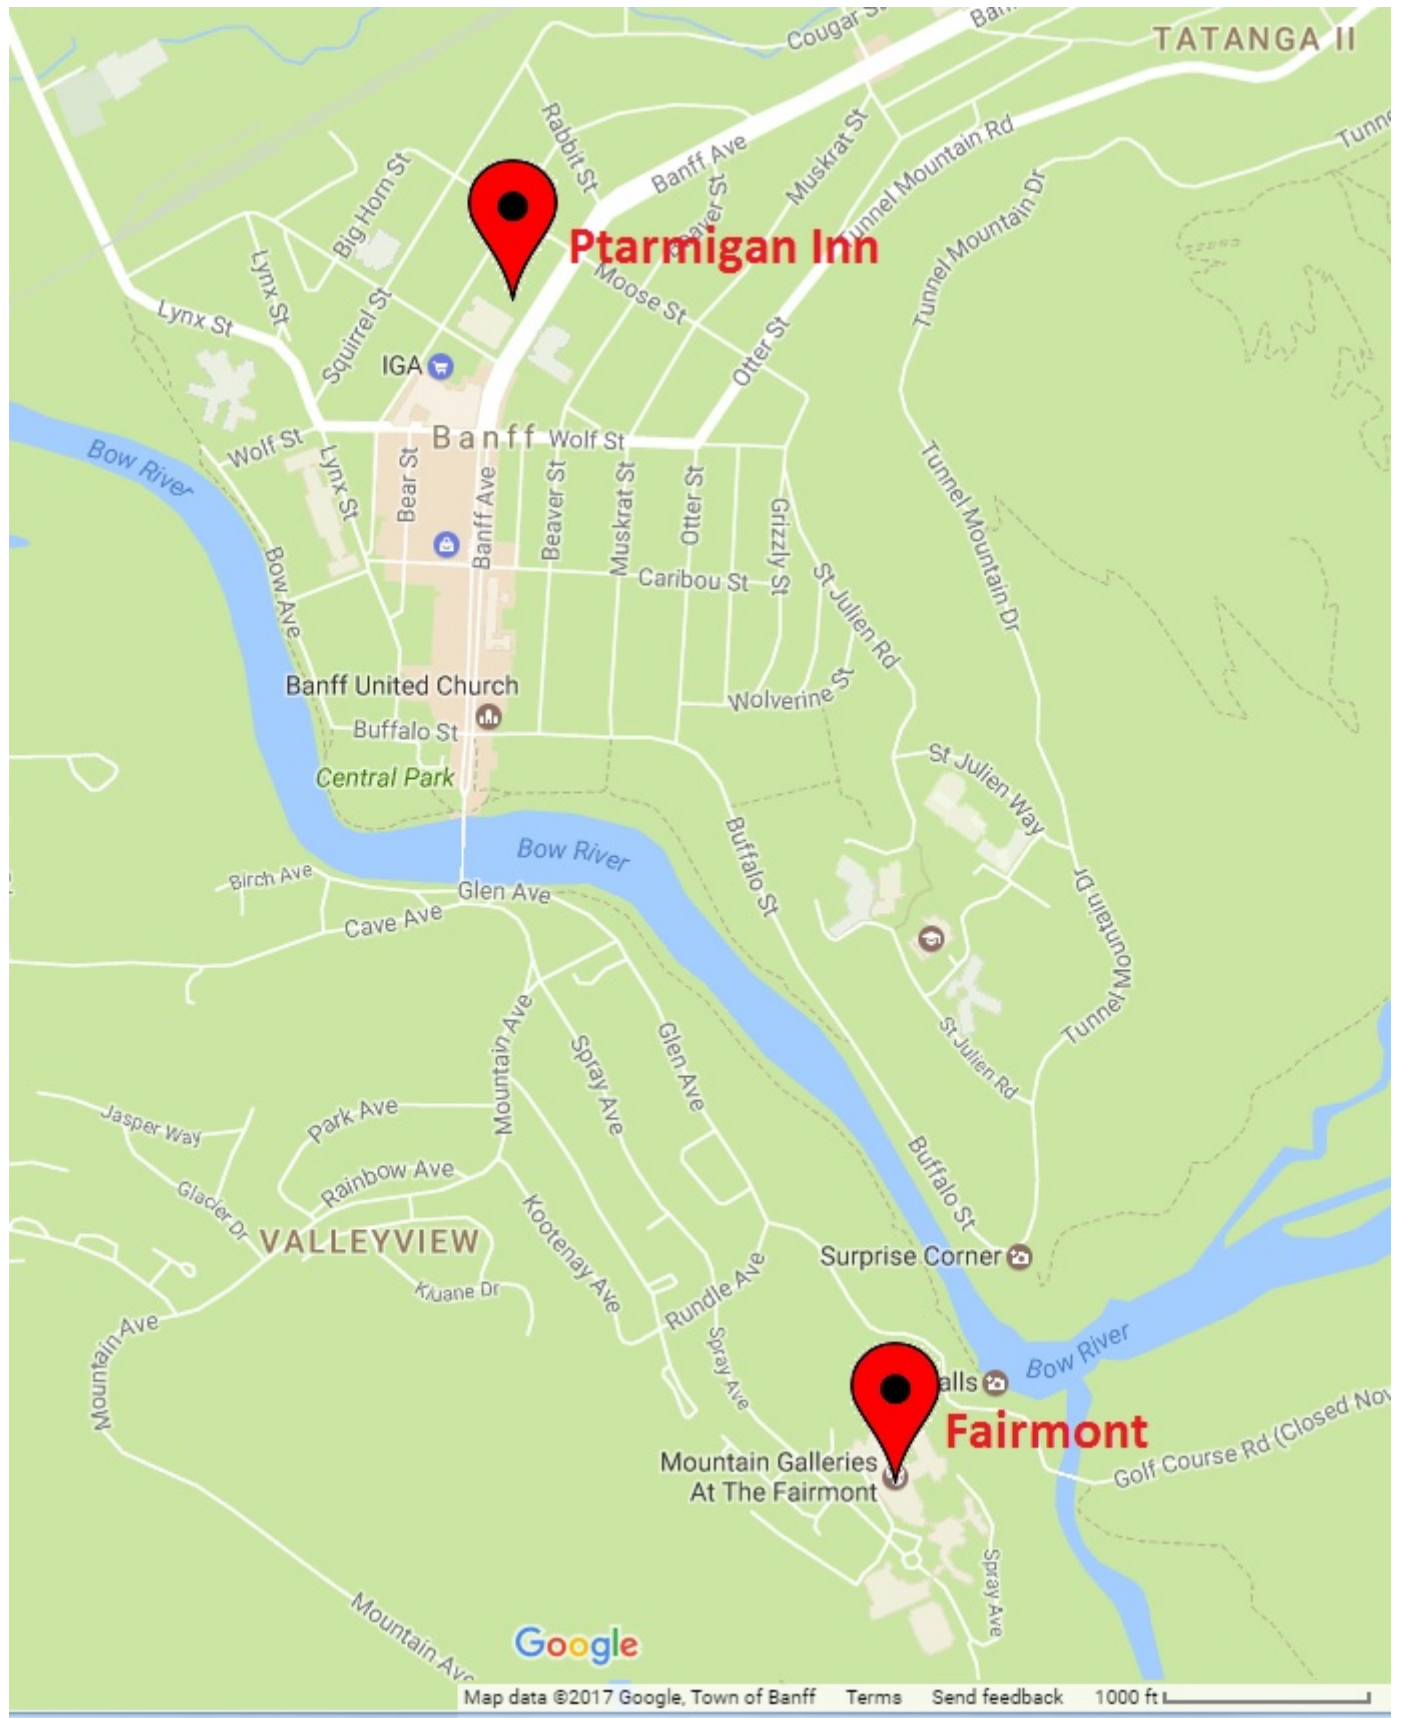 Cougar St
Ban
TATANGA II
Rabbit St
Banff Ave
Muskrat St
Tunnel Mountain Rd
Tunne
Big Horn St
Beaver St
Tunnel Mountain Dr
Ptarmigan Inn
Lynx St
Moose St
Lynx St
Squirrel St
IGA
Otter St
Banff
Wolf St
Wolf St
Bow River
Lynx St
Bear St
Banff Ave
Beaver St
Muskrat St
Otter St
Grizzly St
Tunnel Mountain Dr
Bow Ave
Caribou St
St Julien Rd
Banff United Church
Wolverine St
Buffalo St
Central Park
St Julien Way
Bow River
Buffalo St
Birch Ave
Glen Ave
Cave Ave
Tunnel Mountain Dr
Mountain Ave
Spray Ave
Glen Ave
St Julien Rd
Jasper Way
Park Ave
Rainbow Ave
Glacier Dr
VALLEYVIEW
Kootenay Ave
Buffalo St
Surprise Corner
Kluane Dr
Rundle Ave
Mountain Ave
Mountain Ave
Spray Ave
Bow River
alls
Fairmont
Mountain Galleries
At The Fairmont
Golf Course Rd (Closed Nov
Spray Ave
Mountain Ave
Google
Map data ©2017 Google, Town of Banff Terms Send feedback 1000 ft